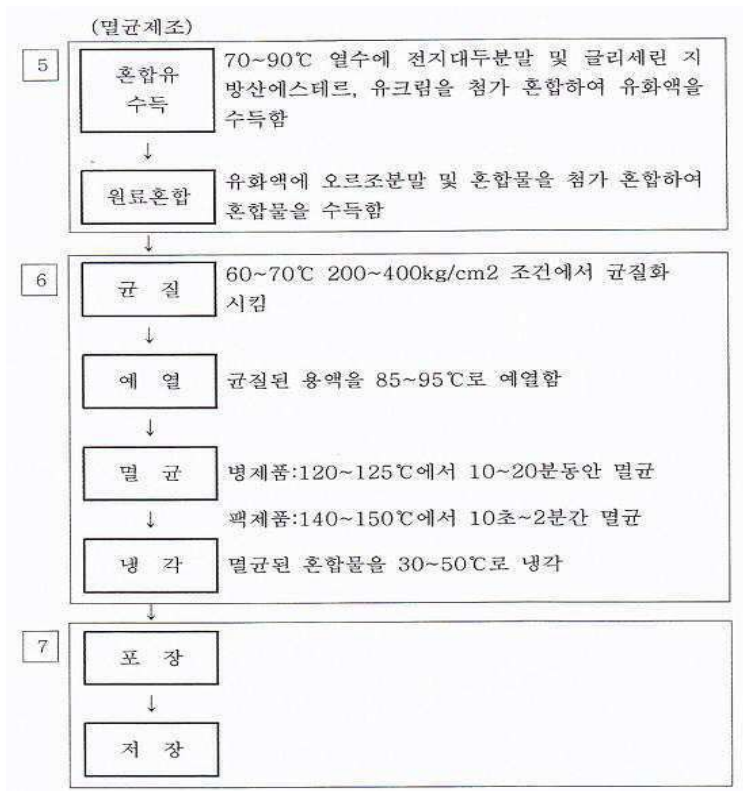 (멸균제조)
5
혼합유
수득
70~90℃ 열수에 전지대두분말 및 글리세린 지
방산에스테르, 유크림을 첨가 혼합하여 유화액을
수득함
↓
원료혼합
유화액에 오르조분말 및 혼합물을 첨가 혼합하여
혼합물을 수득함
↓
6
균 질
60~70℃ 200~400kg/cm2 조건에서 균질화
시킴
↓
예 열
균질된 용액을 85~95℃로 예열함
↓
멸 균
병제품:120~125℃에서 10~20분동안 멸균
↓
팩제품:140~150℃에서 10초~2분간 멸균
냉 각
멸균된 혼합물을 30~50℃로 냉각
↓
7
포 장
↓
저 장